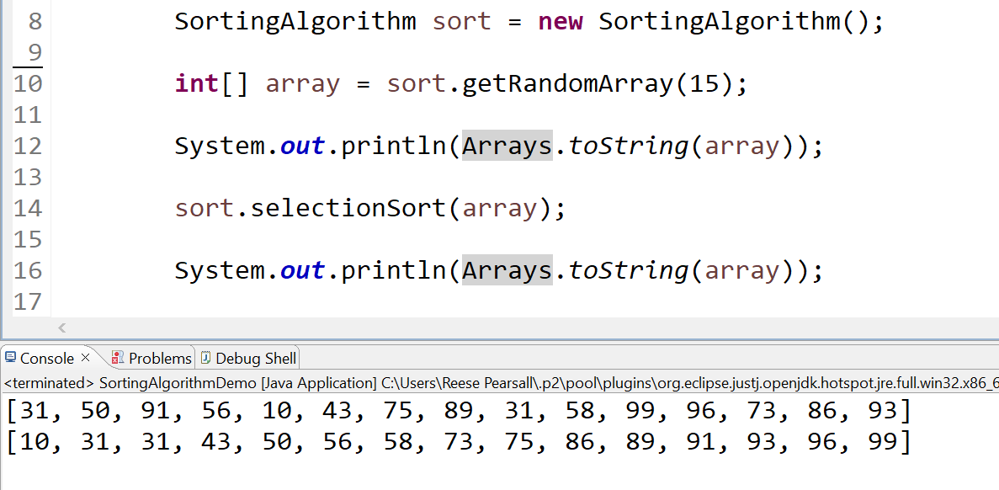 8 SortingAlgorithm sort = new SortingAlgorithm();
9
10 int[] array = sort.getRandomArray(15);
11
12 System.out.println(Arrays.toString(array));
13
14 sort.selectionSort(array);
15
16 System.out.println(Arrays.toString(array));
17
Console Problems Debug Shell
<terminated> SortingAlgorithmDemo [Java Application] C:\Users\Reese Pearsall\.p2\pool\plugins\org.eclipse.justj.openjdk.hotspot.jre.full.win32.x86_6
[31, 50, 91, 56, 10, 43, 75, 89, 31, 58, 99, 96, 73, 86, 93]
[10, 31, 31, 43, 50, 56, 58, 73, 75, 86, 89, 91, 93, 96, 99]